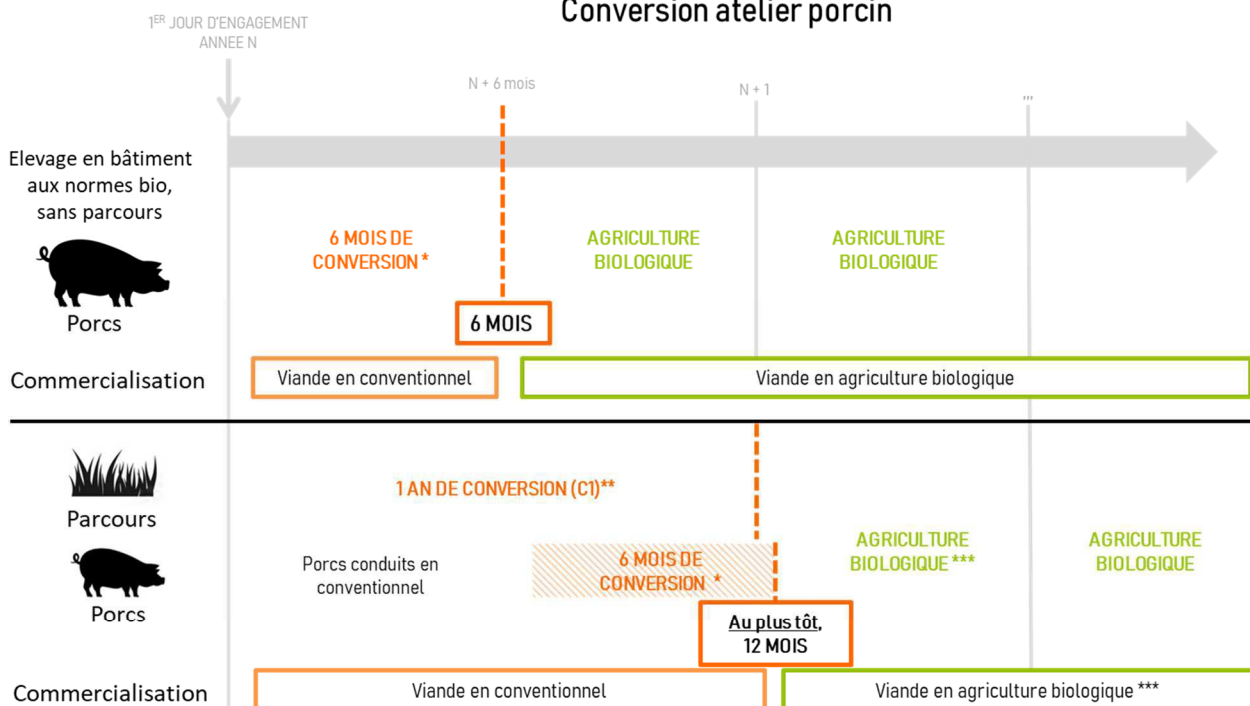 Conversion atelier porcin
1ER JOUR D'ENGAGEMENT
ANNEE N
N + 6 mois
N + 1
,,,
Elevage en bâtiment
aux normes bio,
sans parcours
Porcs
6 MOIS DE
CONVERSION *
AGRICULTURE
BIOLOGIQUE
AGRICULTURE
BIOLOGIQUE
6 MOIS
Commercialisation
Viande en conventionnel
Viande en agriculture biologique
Parcours
1 AN DE CONVERSION (C1)**
Porcs
Porcs conduits en
conventionnel
6 MOIS DE
CONVERSION *
AGRICULTURE
BIOLOGIQUE ***
AGRICULTURE
BIOLOGIQUE
Au plus tôt,
12 MOIS
Commercialisation
Viande en conventionnel
Viande en agriculture biologique ***